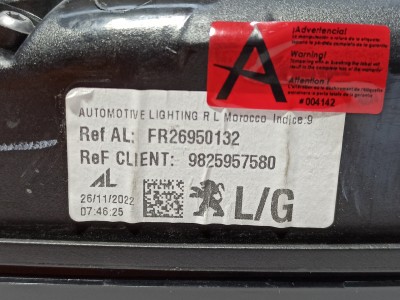 ¡Advertencia!
Warning!
Attention !
# 004142
A
AUTOMOTIVE LIGHTING R L Morocco Indice:9
Ref AL: FR26950132
Ref CLIENT: 9825957580
AL
26/11/2022
07:46:25
L/G